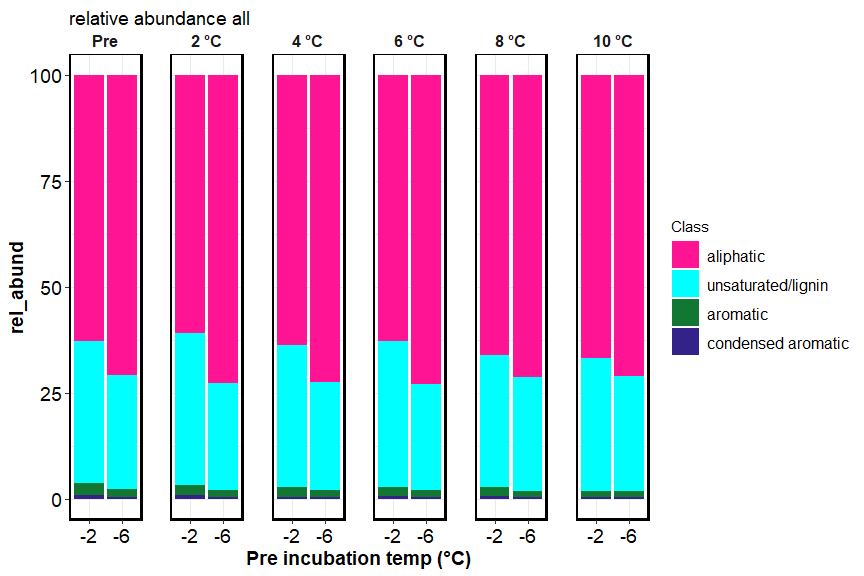 relative abundance all
Pre 2 °C 4 °C 6 °C 8 °C 10 °C
100
75
50
25
0
rel_abund
-2 -6 -2 -6 -2 -6 -2 -6 -2 -6 -2 -6
Pre incubation temp (°C)
Class
aliphatic
unsaturated/lignin
aromatic
condensed aromatic